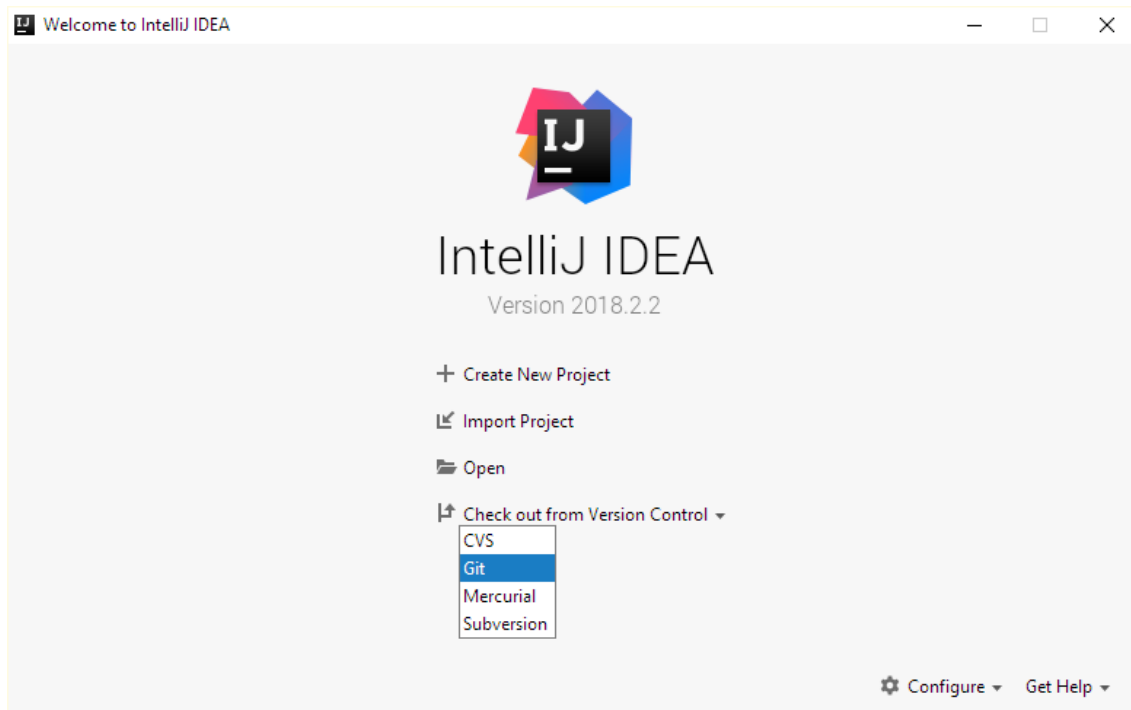 Welcome to IntelliJ IDEA
IJ
IntelliJ IDEA
Version 2018.2.2
Create New Project
Import Project
Open
Check out from Version Control
CVS
Git
Mercurial
Subversion
Configure Get Help